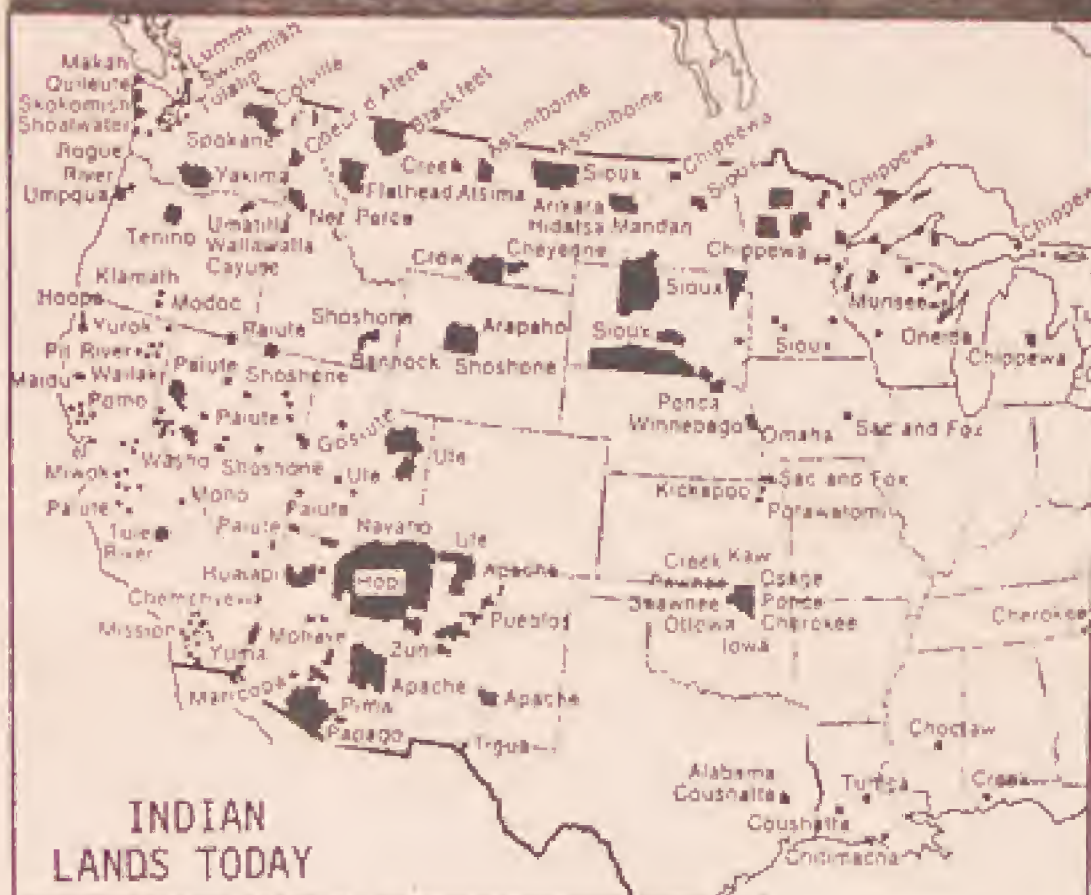 Makah
Quileute
Skokomish
Shoalwater
Lummi
Swinomish
Tulalip
Colville
Spokane
Coeur d Alene
Blackfeet
Assiniboine
Assiniboine
Chippewa
Sioux
Chippewa
Rogue
River
Umpqua
Yakima
Cree
Flathead
Atsima
Sioux
Arikara
Hidatsa Mandan
Tenino
Umatilla
Wallawalla
Cayuse
Nez Perce
Crow
Cheyenne
Chippewa
Klamath
Modoc
Hoopa
Yurok
Pit River
Maidu
Wailaki
Pomo
Paiute
Paiute
Shoshone
Shoshone
Bannock
Arapaho
Shoshone
Sioux
Sioux
Sioux
Munsee
Oneida
Chippewa
Paiute
Gosiute
Ponca
Winnebago
Omaha
Sac and Fox
Miwok
Washo
Shoshone
Ute
Ute
Mono
Paiute
Paiute
Kickapoo
Sac and Fox
Potawatomi
Tule
River
Paiute
Navaho
Ute
Hualapi
Hopi
Apache
Creek
Kaw
Pawnee
Osage
Shawnee
Ponca
Ottowa
Cherokee
Iowa
Cherokee
Chemehyevi
Mission
Mohave
Pueblos
Yuma
Zuni
Maricopa
Apache
Apache
Pima
Papago
Tigua
Choctaw
Alabama
Coushatta
Tunica
Creek
Coushatta
Chitimacha
INDIAN
LANDS TODAY